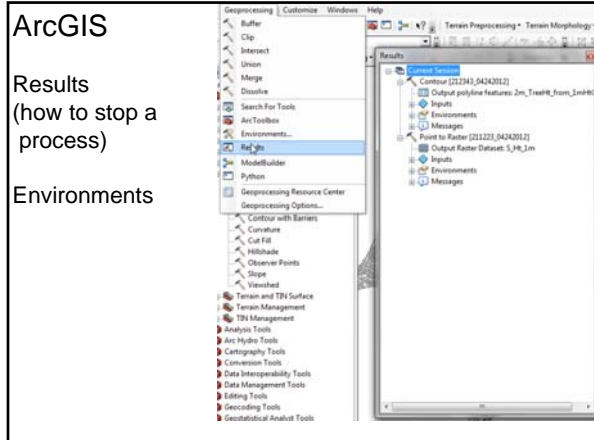 ArcGIS
Results
(how to stop a
process)
Environments
Geoprocessing Customize Windows Help
Buffer
Clip
Intersect
Union
Merge
Dissolve
Search For Tools
ArcToolbox
Environments...
Results
ModelBuilder
Python
Geoprocessing Resource Center
Geoprocessing Options...
Contour with Barriers
Curvature
Cut Fill
Hillshade
Observer Points
Slope
Viewshed
Terrain and TIN Surface
Terrain Management
TIN Management
Analysis Tools
Arc Hydro Tools
Cartography Tools
Conversion Tools
Data Interoperability Tools
Data Management Tools
Editing Tools
Geocoding Tools
Geostatistical Analyst Tools
Terrain Preprocessing Terrain Morphology
Results
Current Session
Contour [212343_04242012]
Output polyline features: 2m_TreeHt_from_1mHt
Inputs
Environments
Messages
Point to Raster [211223_04242012]
Output Raster Dataset: S_Ht_1m
Inputs
Environments
Messages